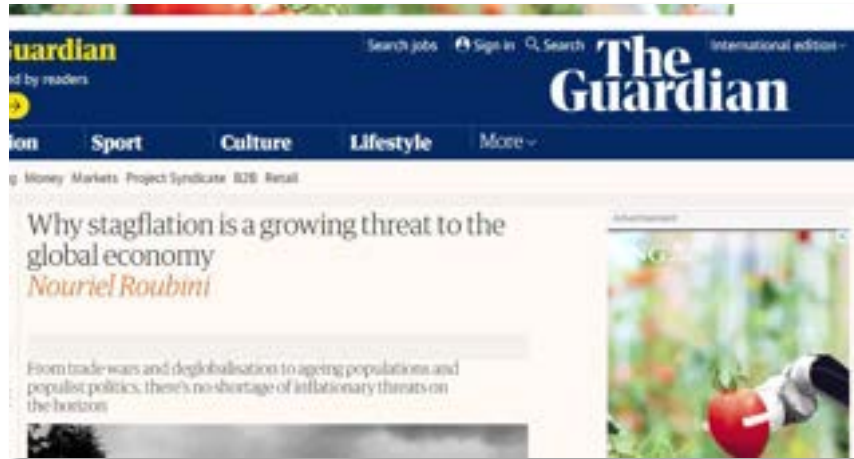 uardian
ed by readers
Search jobs Sign in Search
International edition
The
Guardian
ion Sport Culture Lifestyle More
g Money Markets Project Syndicate B2B Retail
Why stagflation is a growing threat to the
global economy
Nouriel Roubini
Advertisement
From trade wars and deglobalisation to ageing populations and
populist politics, there's no shortage of inflationary threats on
the horizon